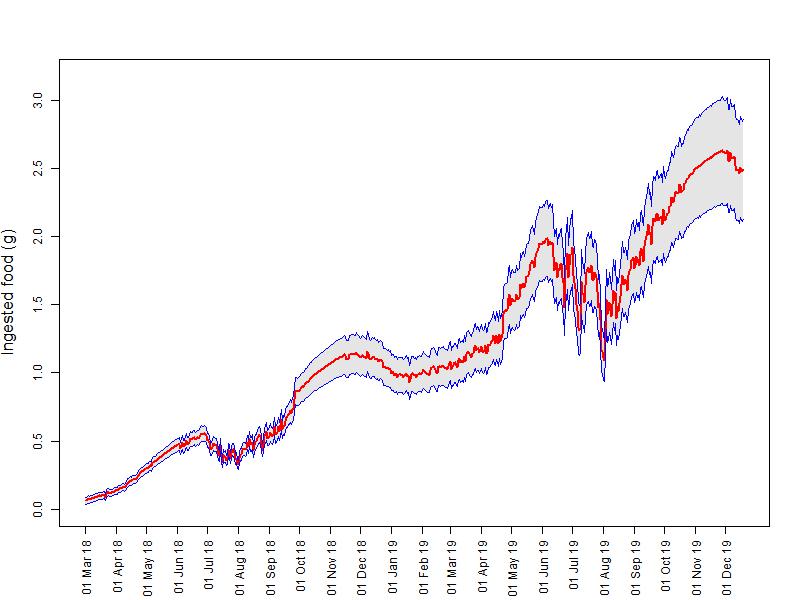 Ingested food (g)
3.0
2.5
2.0
1.5
1.0
0.5
0.0
01 Mar 18
01 Apr 18
01 May 18
01 Jun 18
01 Jul 18
01 Aug 18
01 Sep 18
01 Oct 18
01 Nov 18
01 Dec 18
01 Jan 19
01 Feb 19
01 Mar 19
01 Apr 19
01 May 19
01 Jun 19
01 Jul 19
01 Aug 19
01 Sep 19
01 Oct 19
01 Nov 19
01 Dec 19